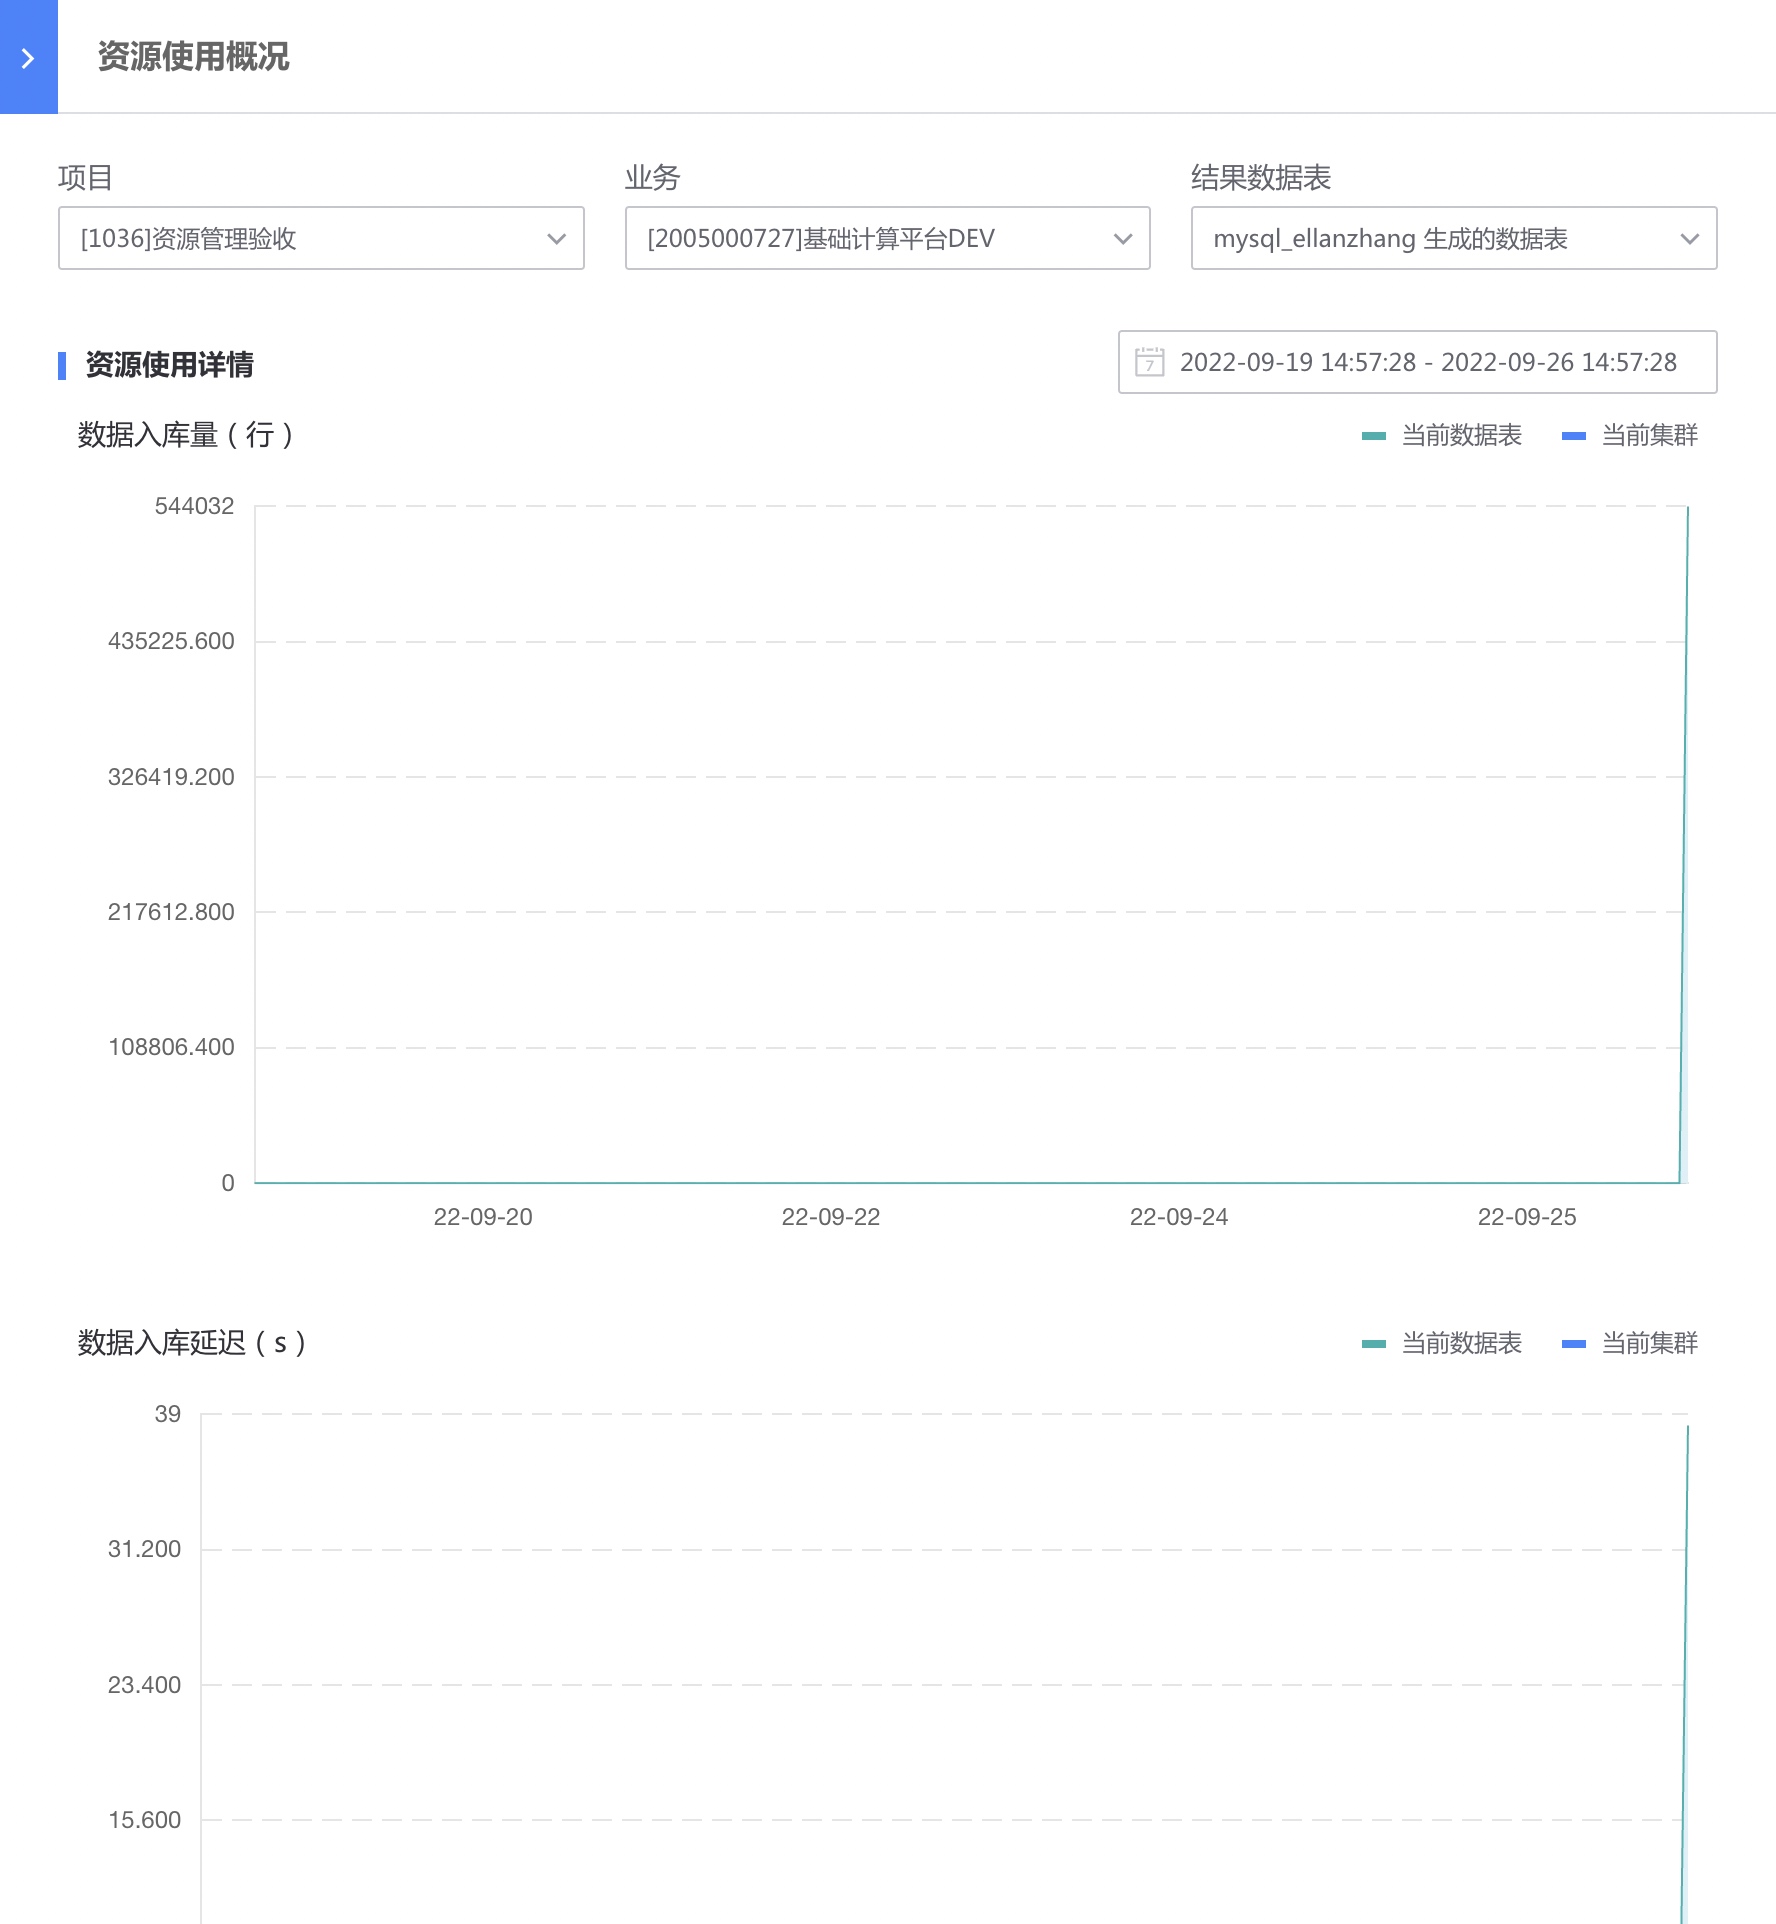 资源使用概况
项目
业务
结果数据表
[1036]资源管理验收
[2005000727]基础计算平台DEV
mysql_ellanzhang 生成的数据表
资源使用详情
7
2022-09-19 14:57:28 - 2022-09-26 14:57:28
数据入库量（行）
当前数据表
当前集群
544032
435225.600
326419.200
217612.800
108806.400
0
22-09-20
22-09-22
22-09-24
22-09-25
数据入库延迟（s）
当前数据表
当前集群
39
31.200
23.400
15.600